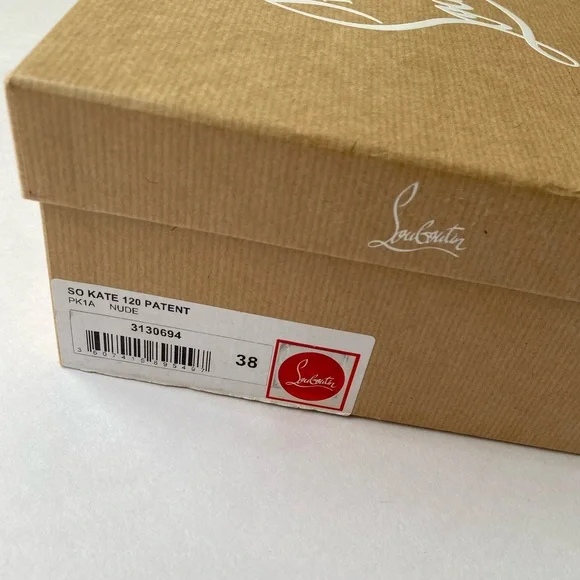 Louboutin
SO KATE 120 PATENT
PK1A NUDE
3130694
38
Louboutin